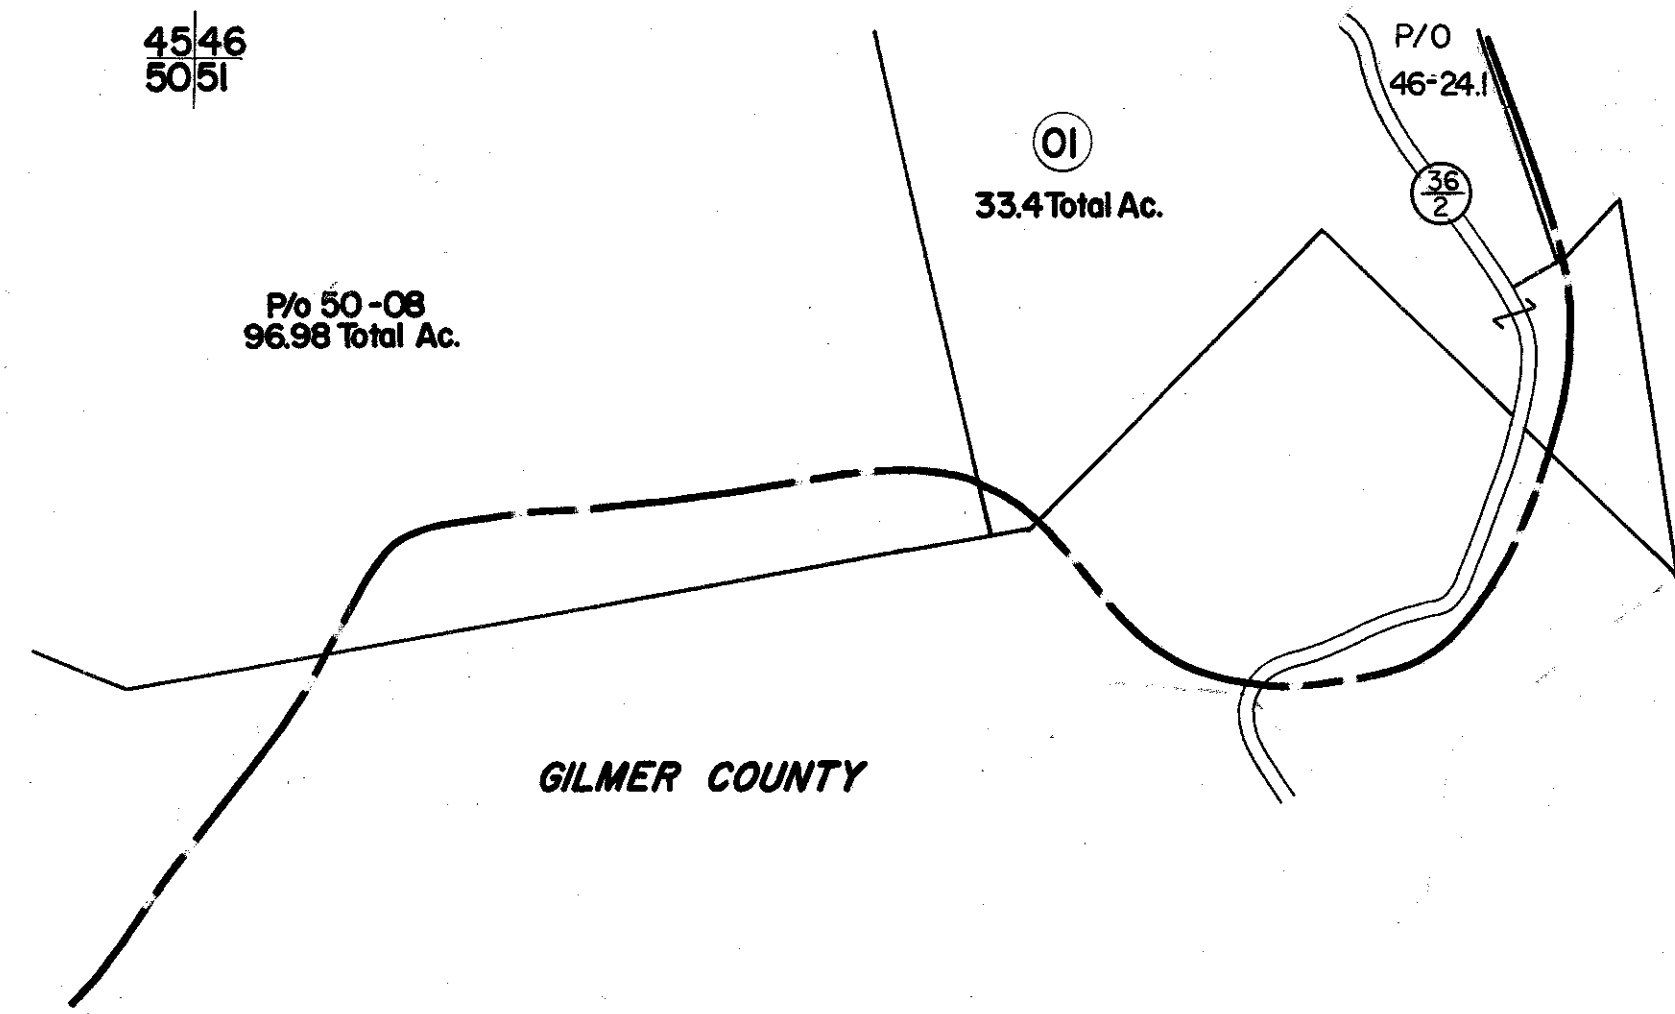 45 46
50 51
P/O
46-24.1
01
33.4 Total Ac.
36
2
P/o 50-08
96.98 Total Ac.
GILMER COUNTY